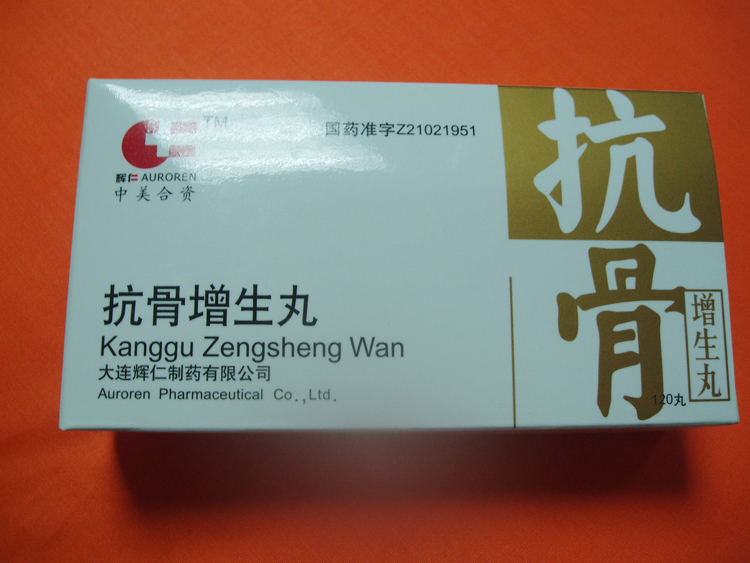 TM
国药准字Z21021951
辉仁 AUROREN
中美合资
抗骨增生丸
Kanggu Zengsheng Wan
大连辉仁制药有限公司
Auroren Pharmaceutical Co.,Ltd.
抗
骨
增生丸
120丸